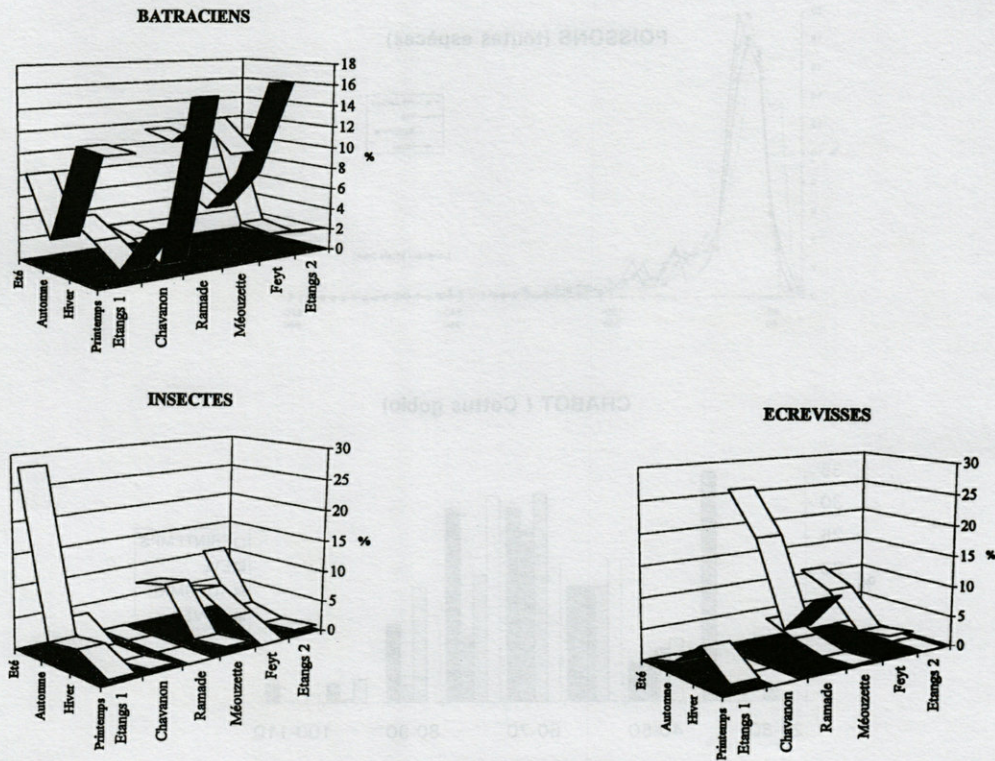 BATRACIENS
18
16
14
12
10
8
6
4
2
0
%
Eté
Automne
Hiver
Printemps
Etangs 1
Chavanon
Ramade
Méouzette
Feyt
Etangs 2
INSECTES
30
25
20
15
10
5
0
%
Eté
Automne
Hiver
Printemps
Etangs 1
Chavanon
Ramade
Méouzette
Feyt
Etangs 2
ECREVISSES
30
25
20
15
10
5
0
%
Eté
Automne
Hiver
Printemps
Etangs 1
Chavanon
Ramade
Méouzette
Feyt
Etangs 2
POISSONS (toutes espèces)
CHABOT / Cottus gobio)